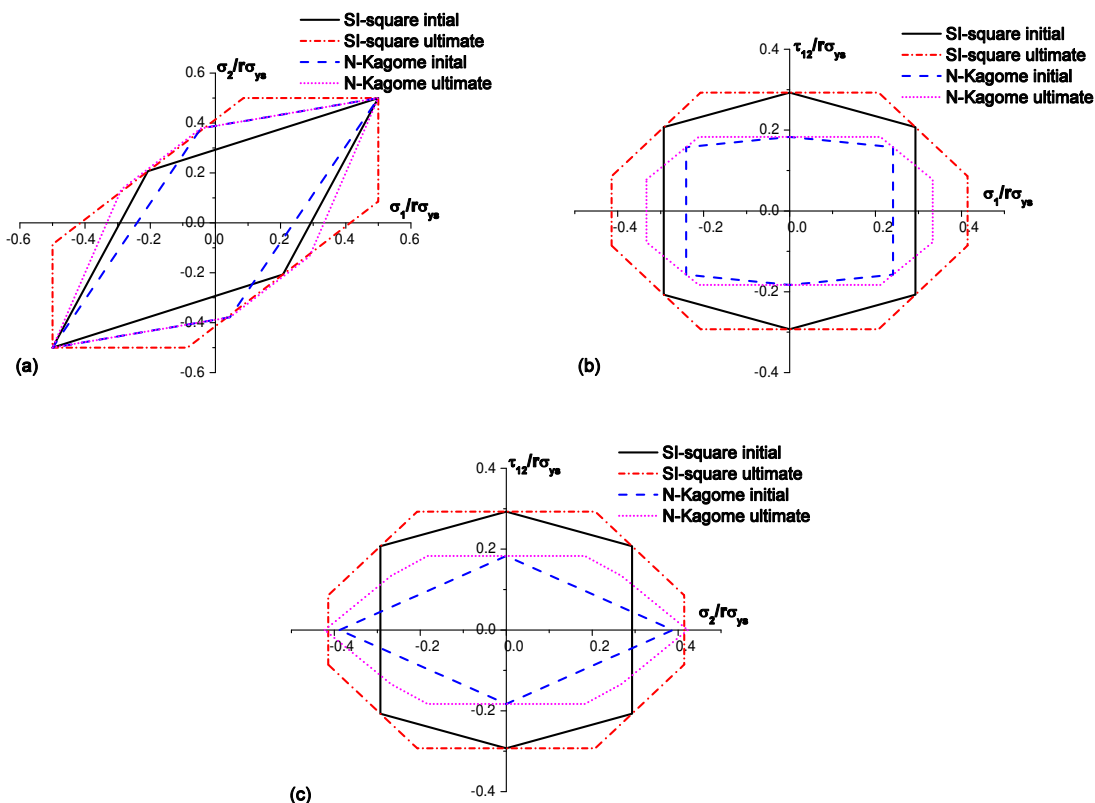 SI-square intial
SI-square ultimate
N-Kagome inital
N-Kagome ultimate
σ2/rσys
0.6
0.4
0.2
0.0
-0.2
-0.4
-0.6
-0.6 -0.4 -0.2 0.0 0.2 0.4 0.6
σ1/rσys
(a)
SI-square initial
SI-square ultimate
N-Kagome initial
N-Kagome ultimate
τ12/rσys
0.4
0.2
0.0
-0.2
-0.4
-0.4 -0.2 0.0 0.2 0.4
σ1/rσys
(b)
SI-square initial
SI-square ultimate
N-Kagome initial
N-Kagome ultimate
τ12/rσys
0.4
0.2
0.0
-0.2
-0.4
-0.4 -0.2 0.0 0.2 0.4
σ2/rσys
(c)